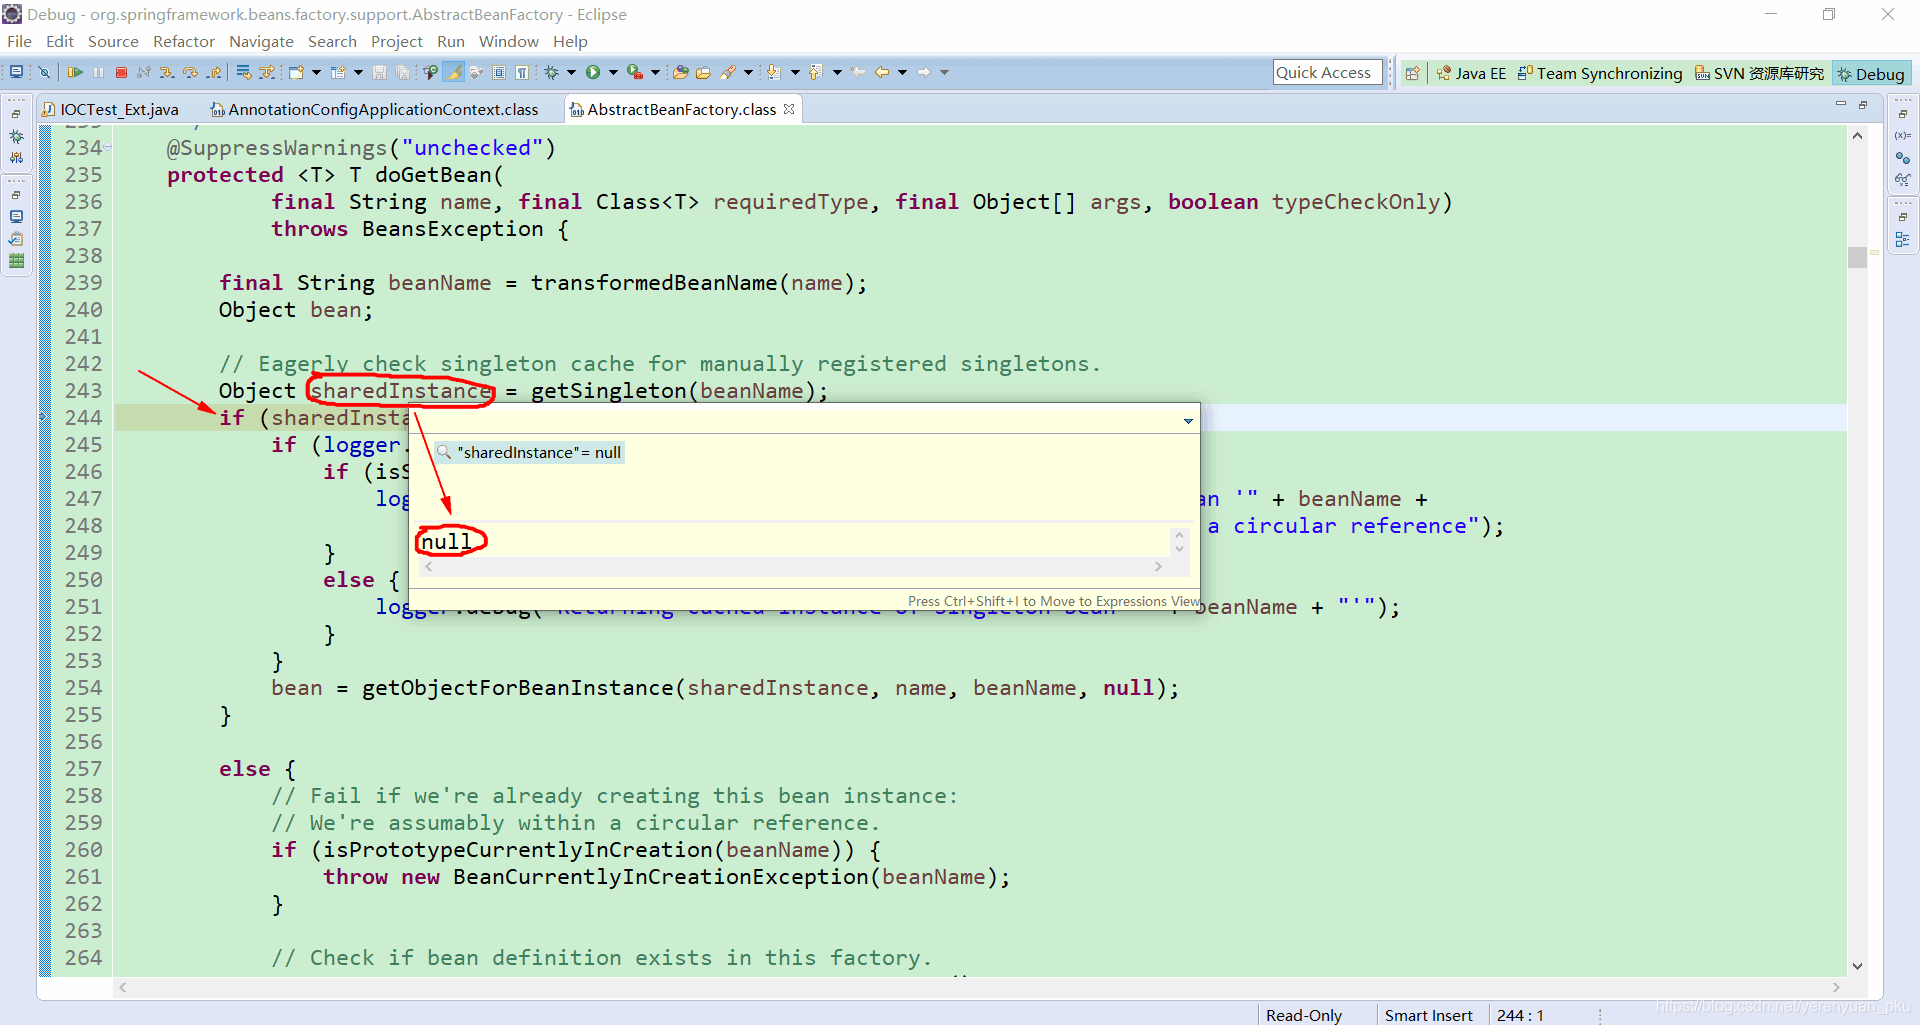 Debug - org.springframework.beans.factory.support.AbstractBeanFactory - Eclipse
File Edit Source Refactor Navigate Search Project Run Window Help
Quick Access Java EE Team Synchronizing SVN 资源库研究 Debug
IOCTest_Ext.java AnnotationConfigApplicationContext.class AbstractBeanFactory.class
234 @SuppressWarnings("unchecked")
235 protected <T> T doGetBean(
236 final String name, final Class<T> requiredType, final Object[] args, boolean typeCheckOnly)
237 throws BeansException {
238
239 final String beanName = transformedBeanName(name);
240 Object bean;
241
242 // Eagerly check singleton cache for manually registered singletons.
243 Object sharedInstance = getSingleton(beanName);
244 if (sharedInsta
245 if (logger.
"sharedInstance"= null
246 if (isS
247 log an '" + beanName +
248 a circular reference");
null
249 }
250 else {
Press Ctrl+Shift+I to Move to Expressions View
251 logger.debug("Returning cached instance of singleton bean '" + beanName + "'");
252 }
253 }
254 bean = getObjectForBeanInstance(sharedInstance, name, beanName, null);
255 }
256
257 else {
258 // Fail if we're already creating this bean instance:
259 // We're assumably within a circular reference.
260 if (isPrototypeCurrentlyInCreation(beanName)) {
261 throw new BeanCurrentlyInCreationException(beanName);
262 }
263
264 // Check if bean definition exists in this factory.
Read-Only Smart Insert 244 : 1
https://blog.csdn.net/yerenyuan_pku